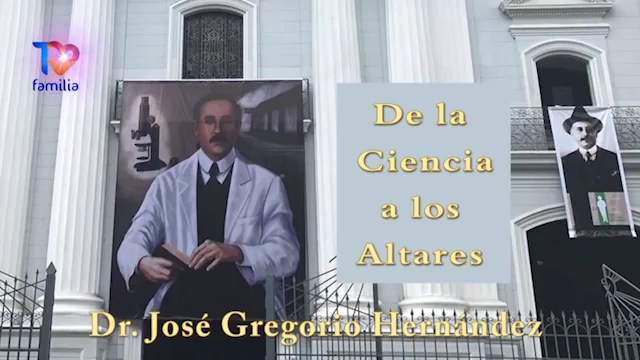 TV
familia
De la
Ciencia
a los
Altares
Dr. José Gregorio Hernández